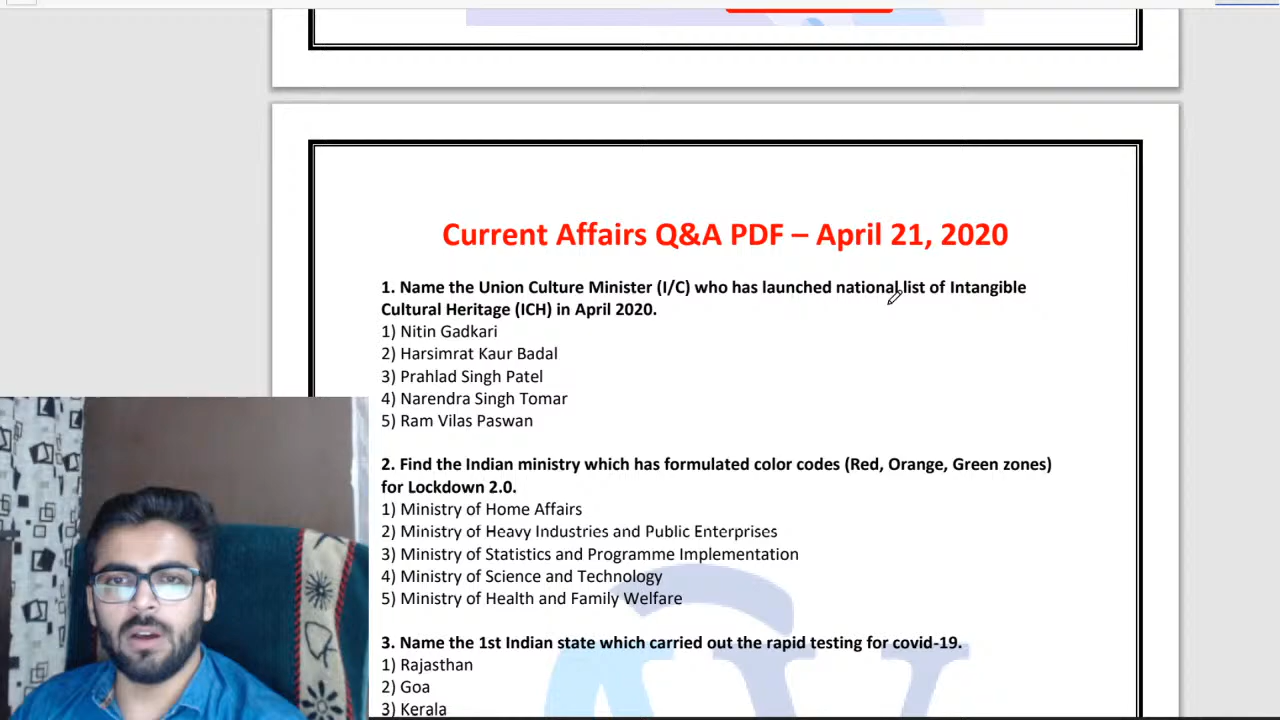 Current Affairs Q&A PDF – April 21, 2020
1. Name the Union Culture Minister (I/C) who has launched national list of Intangible
Cultural Heritage (ICH) in April 2020.
1) Nitin Gadkari
2) Harsimrat Kaur Badal
3) Prahlad Singh Patel
4) Narendra Singh Tomar
5) Ram Vilas Paswan
2. Find the Indian ministry which has formulated color codes (Red, Orange, Green zones)
for Lockdown 2.0.
1) Ministry of Home Affairs
2) Ministry of Heavy Industries and Public Enterprises
3) Ministry of Statistics and Programme Implementation
4) Ministry of Science and Technology
5) Ministry of Health and Family Welfare
3. Name the 1st Indian state which carried out the rapid testing for covid-19.
1) Rajasthan
2) Goa
3) Kerala